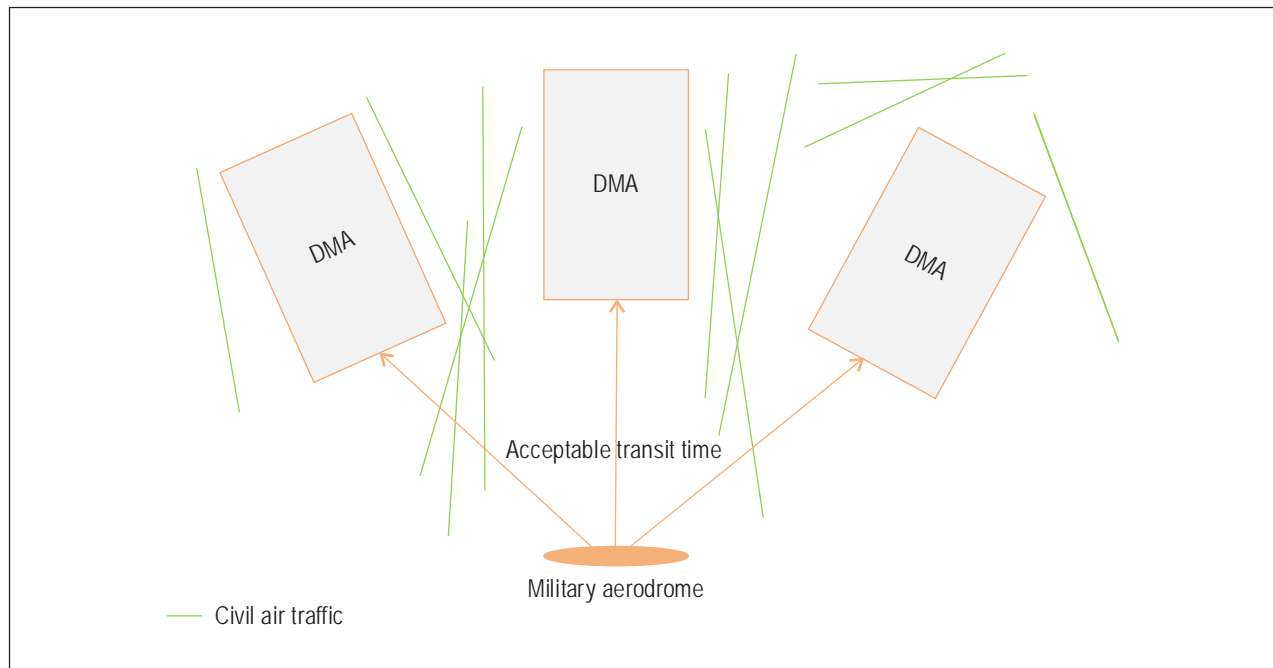 DMA
DMA
DMA
Acceptable transit time
Military aerodrome
Civil air traffic